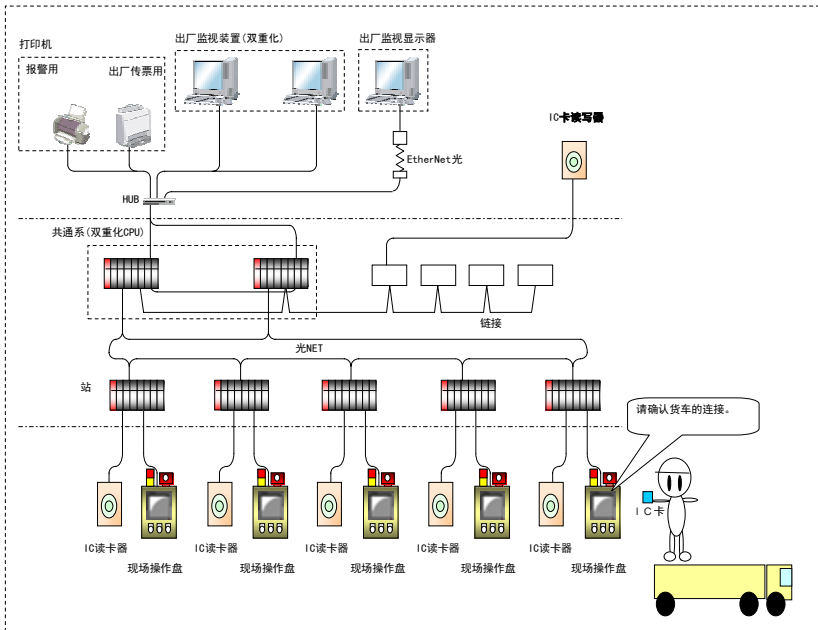 出厂监视装置(双重化)
出厂监视显示器
打印机
报警用
出厂传票用
IC卡读写器
EtherNet光
HUB
共通系(双重化CPU)
链接
光NET
站
请确认货车的连接。
IC卡
IC读卡器
IC读卡器
IC读卡器
IC读卡器
IC读卡器
现场操作盘
现场操作盘
现场操作盘
现场操作盘
现场操作盘